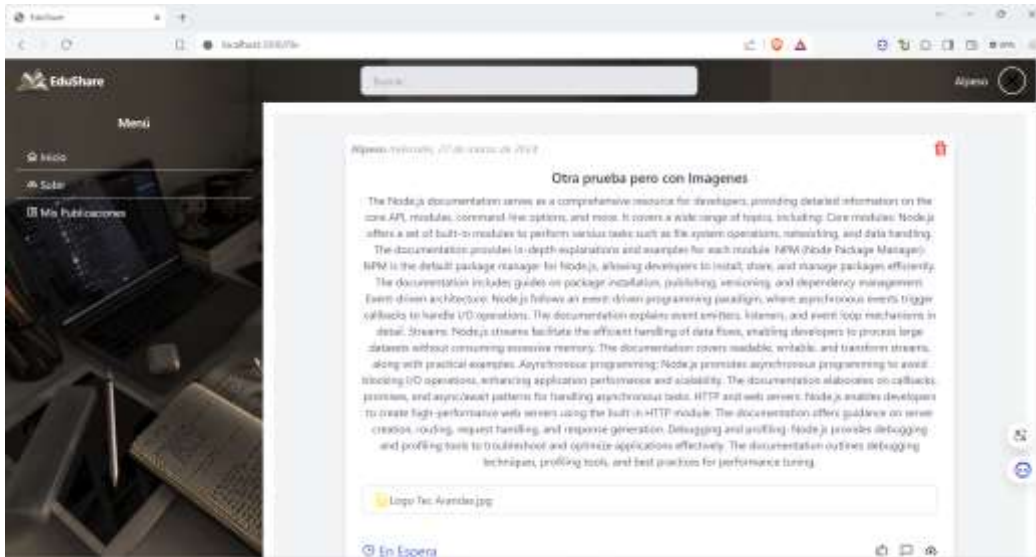 EduShare
localhost
EduShare
Buscar
Alpeso
Menú
Inicio
Subir
Mis Publicaciones
Alpeso miércoles, 27 de marzo de
Otra prueba pero con Imagenes
The Node.js documentation serves as a comprehensive resource for developers, providing detailed information on the
core API, modules, command-line options, and more. It covers a wide range of topics, including: Core modules: Node.js
offers a set of built-in modules to perform various tasks such as file system operations, networking, and data handling.
The documentation provides in-depth explanations and examples for each module. NPM (Node Package Manager):
NPM is the default package manager for Node.js, allowing developers to install, share, and manage packages efficiently.
The documentation includes guides on package installation, publishing, versioning, and dependency management.
Event-driven architecture: Node.js follows an event-driven programming paradigm, where asynchronous events trigger
callbacks to handle I/O operations. The documentation explains event emitters, listeners, and event loop mechanisms in
detail. Streams: Node.js streams facilitate the efficient handling of data flows, enabling developers to process large
datasets without consuming excessive memory. The documentation covers readable, writable, and transform streams,
along with practical examples. Asynchronous programming: Node.js promotes asynchronous programming to avoid
blocking I/O operations, enhancing application performance and scalability. The documentation elaborates on callbacks,
promises, and async/await patterns for handling asynchronous tasks. HTTP and web servers: Node.js enables developers
to create high-performance web servers using the built-in HTTP module. The documentation offers guidance on server
creation, routing, request handling, and response generation. Debugging and profiling: Node.js provides debugging
and profiling tools to troubleshoot and optimize applications effectively. The documentation outlines debugging
techniques, profiling tools, and best practices for performance tuning.
Logo Tec Arandas.jpg
En Espera